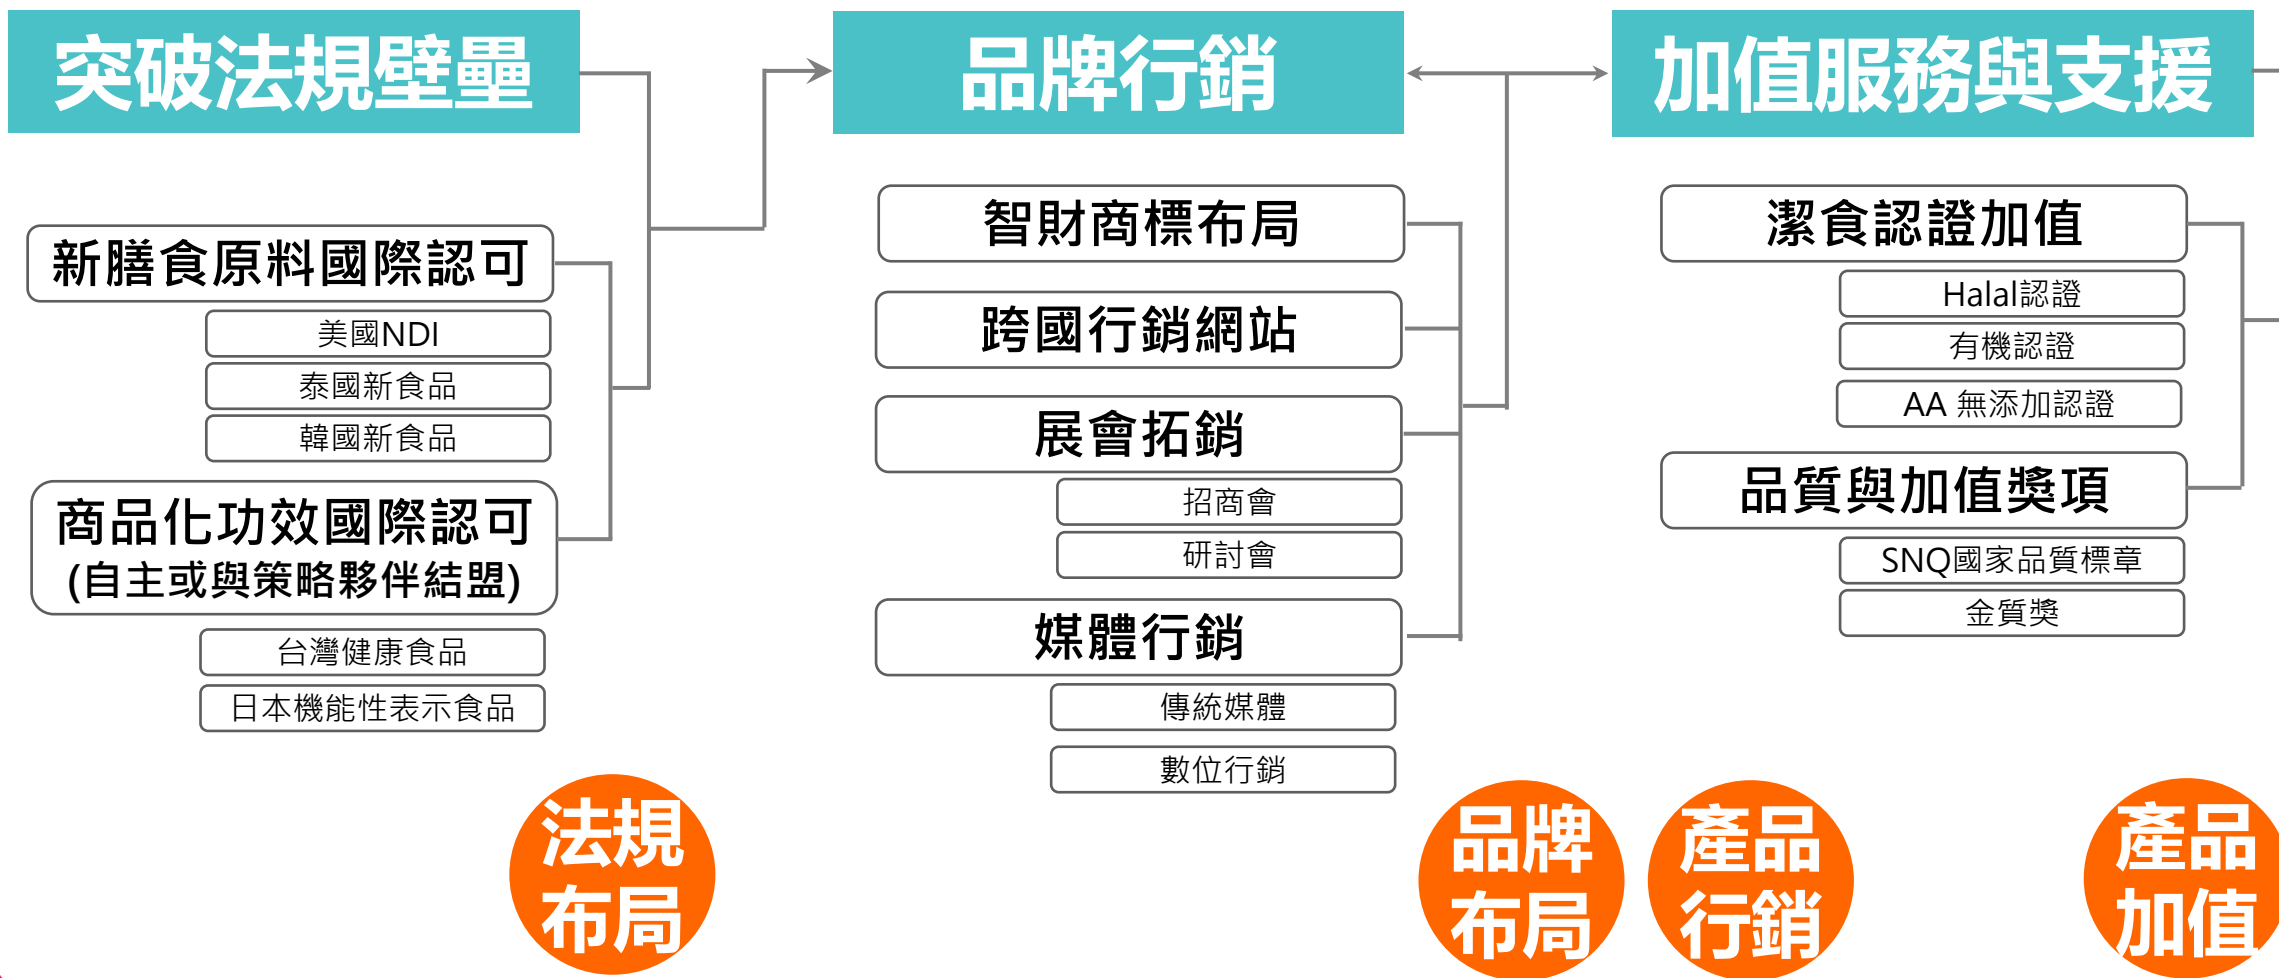 突破法規壁壘
新膳食原料國際認可
美國NDI
泰國新食品
韓國新食品
商品化功效國際認可
(自主或與策略夥伴結盟)
台灣健康食品
日本機能性表示食品
法規
布局
品牌行銷
智財商標布局
跨國行銷網站
展會拓銷
招商會
研討會
媒體行銷
傳統媒體
數位行銷
品牌
布局
產品
行銷
加值服務與支援
潔食認證加值
Halal認證
有機認證
AA 無添加認證
品質與加值獎項
SNQ國家品質標章
金質獎
產品
加值